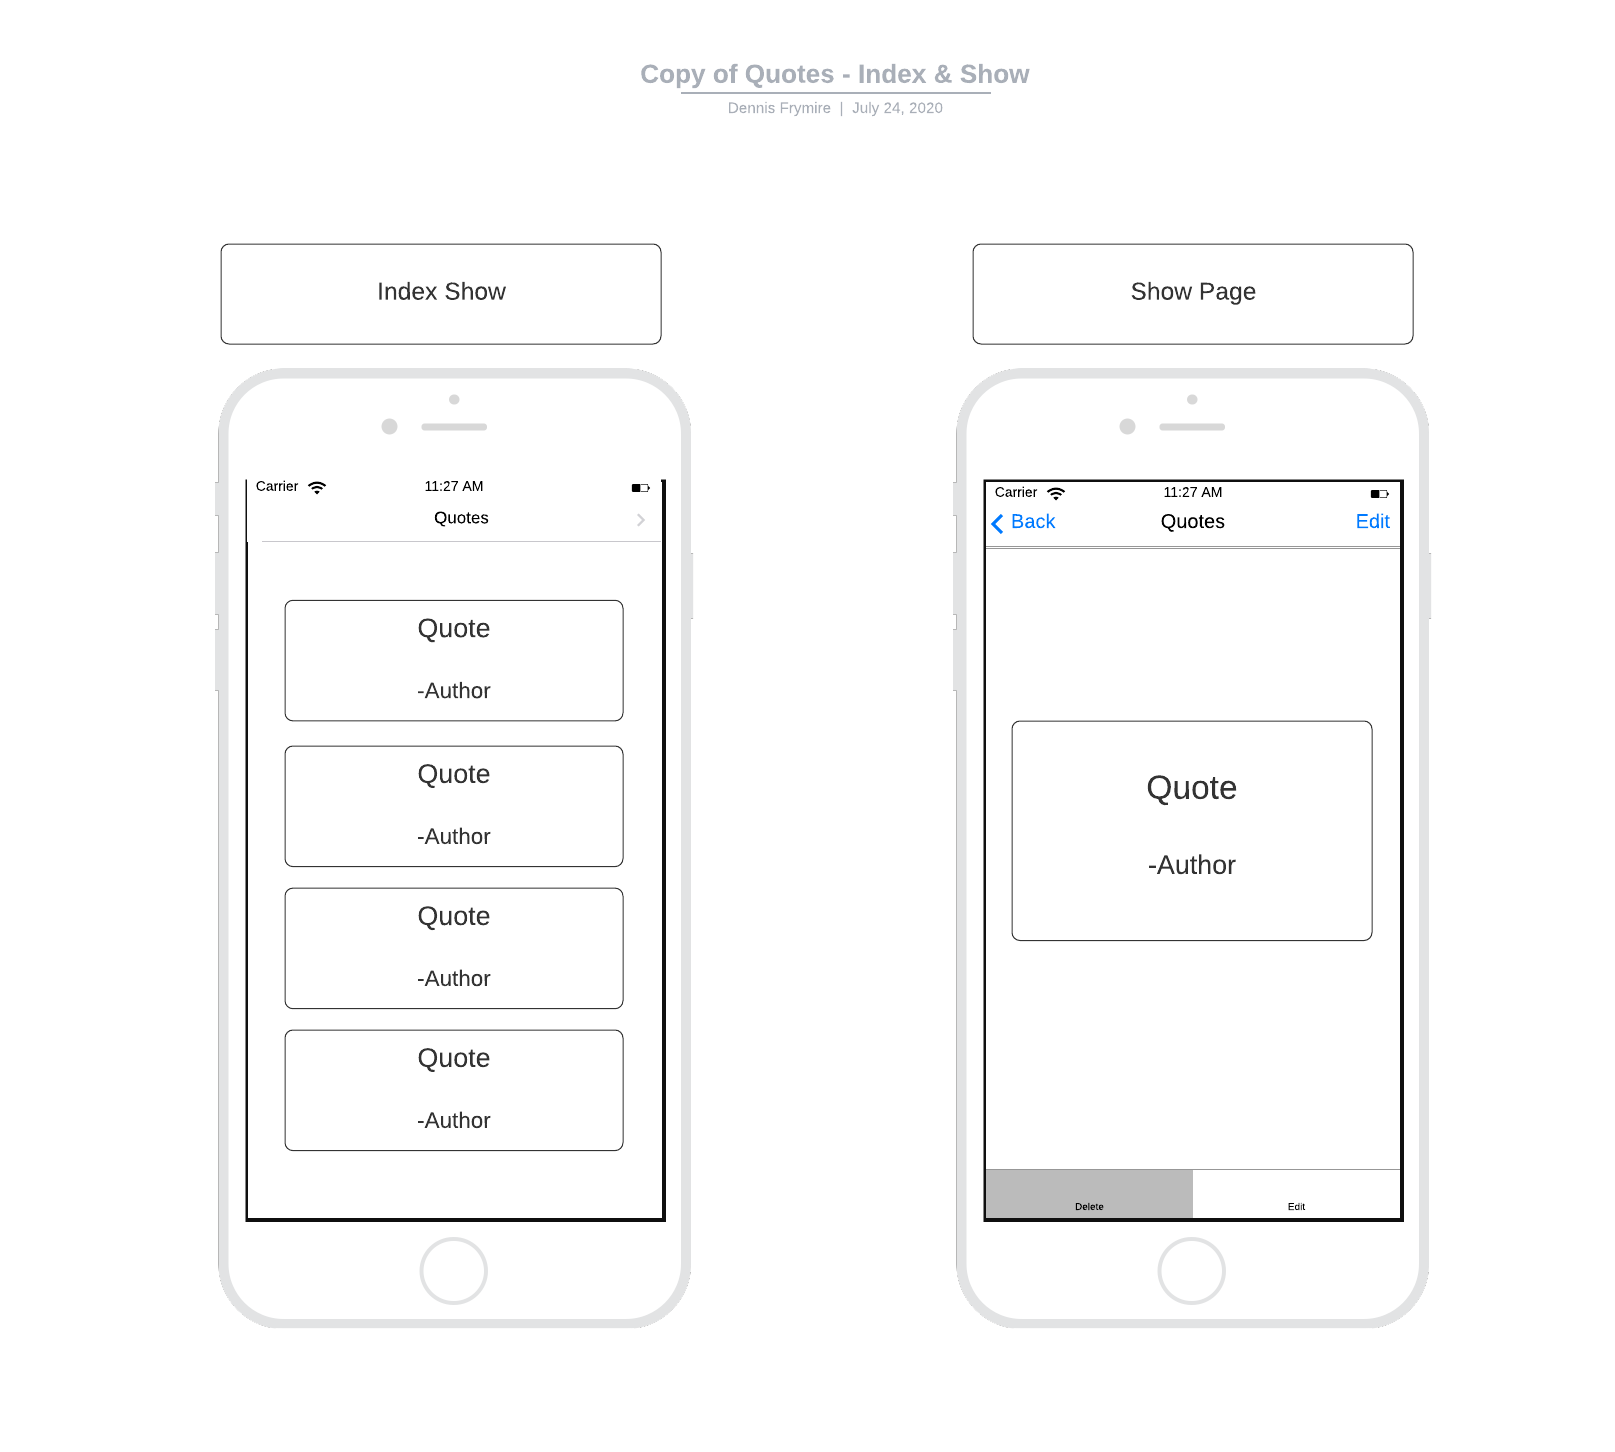 Copy of Quotes - Index & Show
Dennis Frymire | July 24, 2020
Index Show
Carrier 11:27 AM
Quotes
Quote
-Author
Quote
-Author
Quote
-Author
Quote
-Author
Show Page
Carrier 11:27 AM
Back Quotes Edit
Quote
-Author
Delete Edit